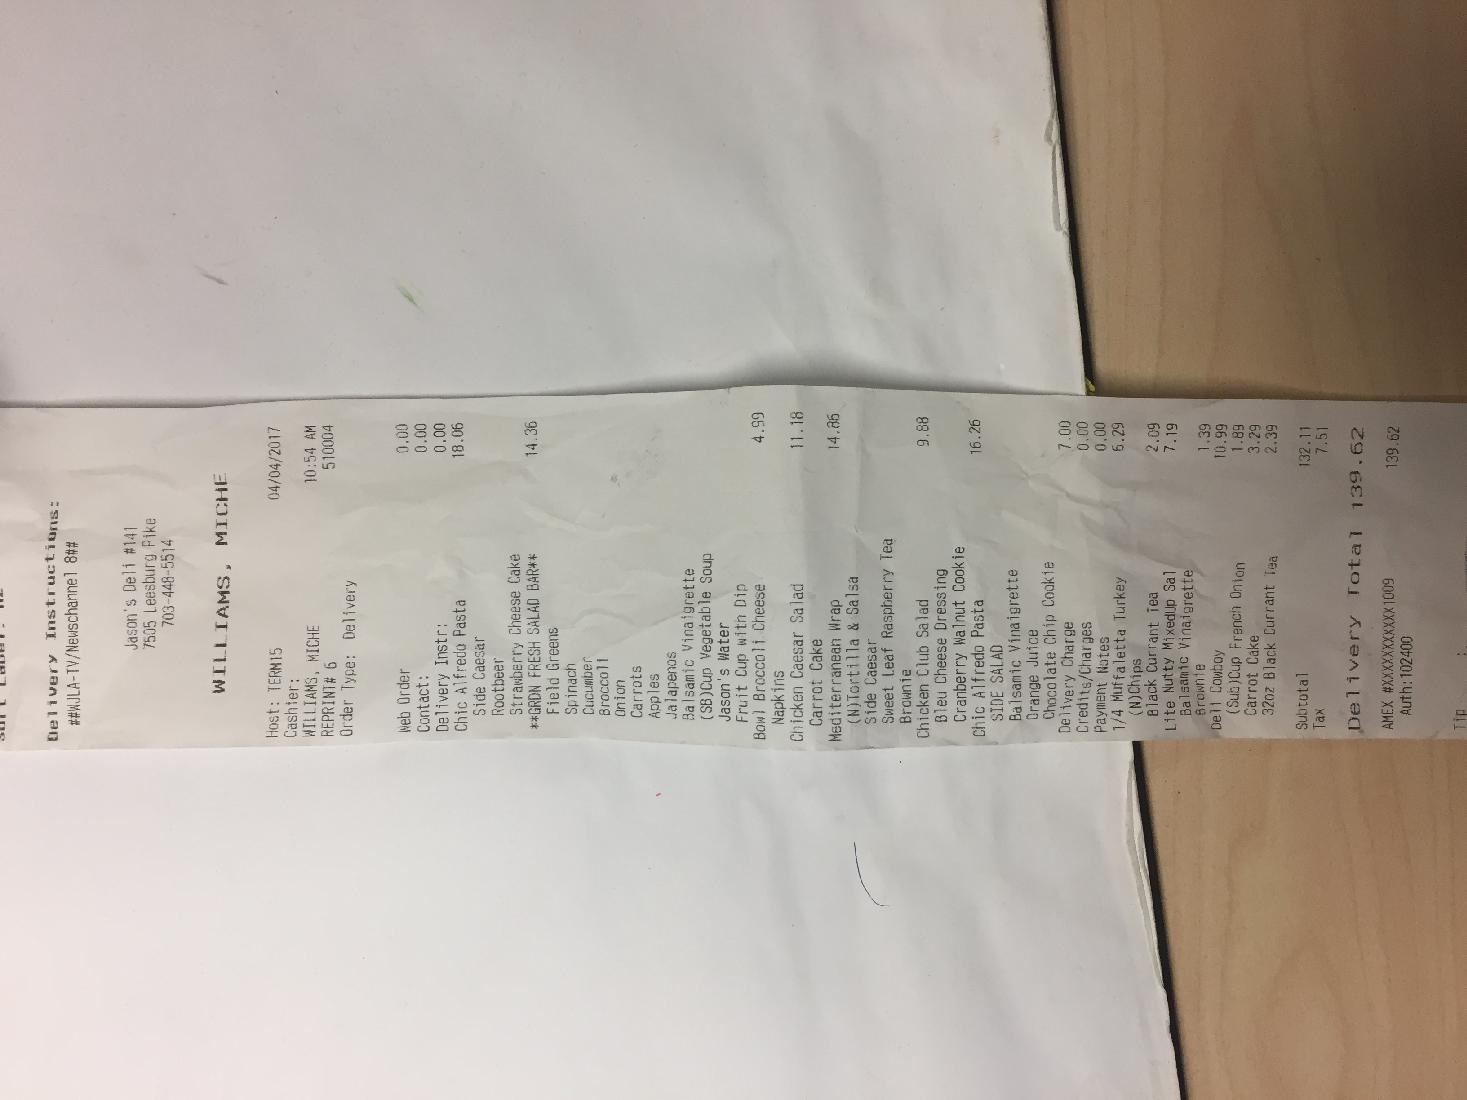 Delivery Instructions:
##WJLA-TV/Newschannel 8##
Jason's Deli #141
7505 Leesburg Pike
703-448-5514
WILLIAMS, MICHE
Host: TERM15 04/04/2017
Cashier:
WILLIAMS, MICHE 10:54 AM
REPRINT# 6 510004
Order Type: Delivery
Web Order 0.00
Contact: 0.00
Delivery Instr: 0.00
Chic Alfredo Pasta 18.06
Side Caesar
Rootbeer
Strawberry Cheese Cake
**GRDN FRESH SALAD BAR** 14.36
Field Greens
Spinach
Cucumber
Broccoli
Onion
Carrots
Apples
Jalapenos
Balsamic Vinaigrette
(SB)Cup Vegetable Soup
Jason's Water
Fruit Cup with Dip
Bowl Broccoli Cheese 4.99
Napkins
Chicken Caesar Salad 11.18
Carrot Cake
Mediterranean Wrap 14.86
(N)Tortilla & Salsa
Side Caesar
Sweet Leaf Raspberry Tea
Brownie
Chicken Club Salad 9.88
Bleu Cheese Dressing
Cranberry Walnut Cookie
Chic Alfredo Pasta 16.26
SIDE SALAD
Balsamic Vinaigrette
Orange Juice
Chocolate Chip Cookie
Delivery Charge 7.00
Credits/Charges 0.00
Payment Notes 0.00
1/4 Muffaletta Turkey 6.29
(N)Chips
Black Currant Tea 2.09
Lite Nutty MixedUp Sal 7.19
Balsamic Vinaigrette
Brownie 1.39
Deli Cowboy 10.99
(Sub)Cup French Onion 1.89
Carrot Cake 3.29
32oz Black Currant Tea 2.39
Subtotal 132.11
Tax 7.51
Delivery Total 139.62
AMEX #XXXXXXXXXXX1009 139.62
Auth:102400
Tip :